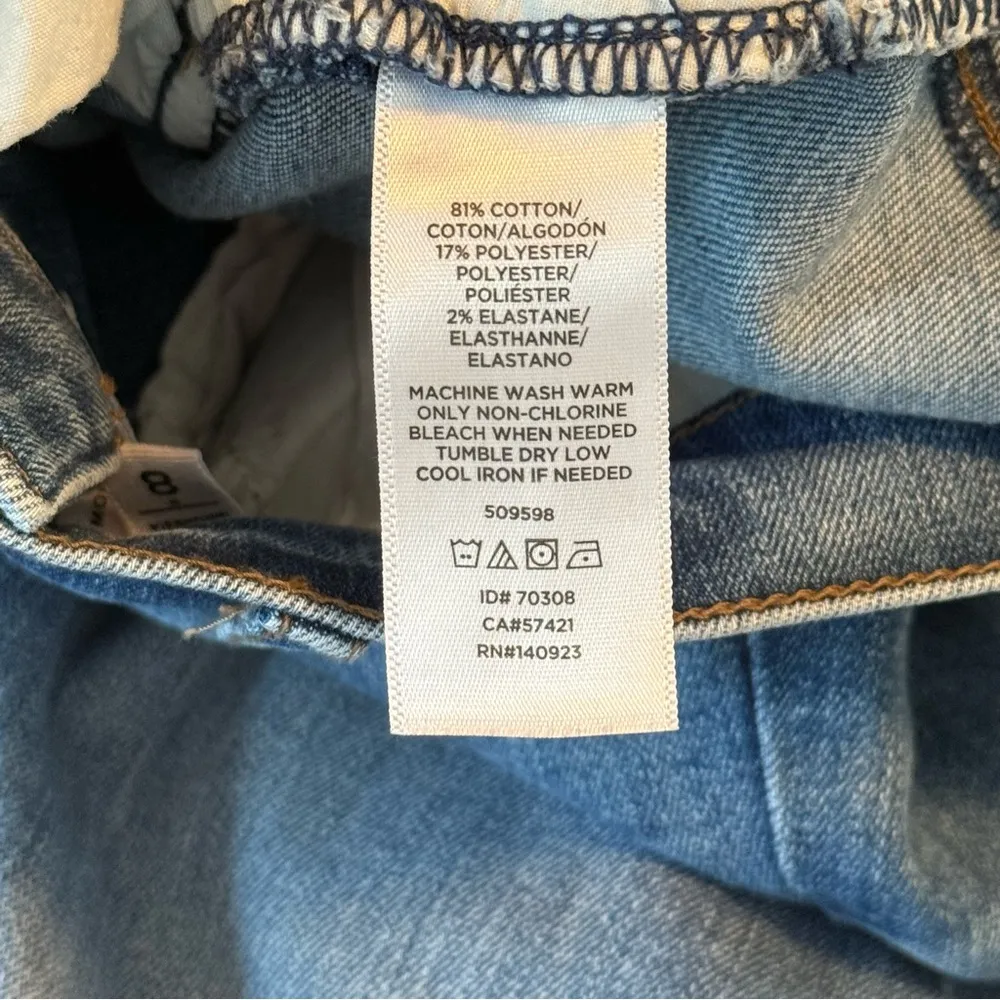 81% COTTON/
COTON/ALGODÓN
17% POLYESTER/
POLYESTER/
POLIÉSTER
2% ELASTANE/
ELASTHANNE/
ELASTANO
MACHINE WASH WARM
ONLY NON-CHLORINE
BLEACH WHEN NEEDED
TUMBLE DRY LOW
COOL IRON IF NEEDED
509598
ID# 70308
CA#57421
RN#140923
8